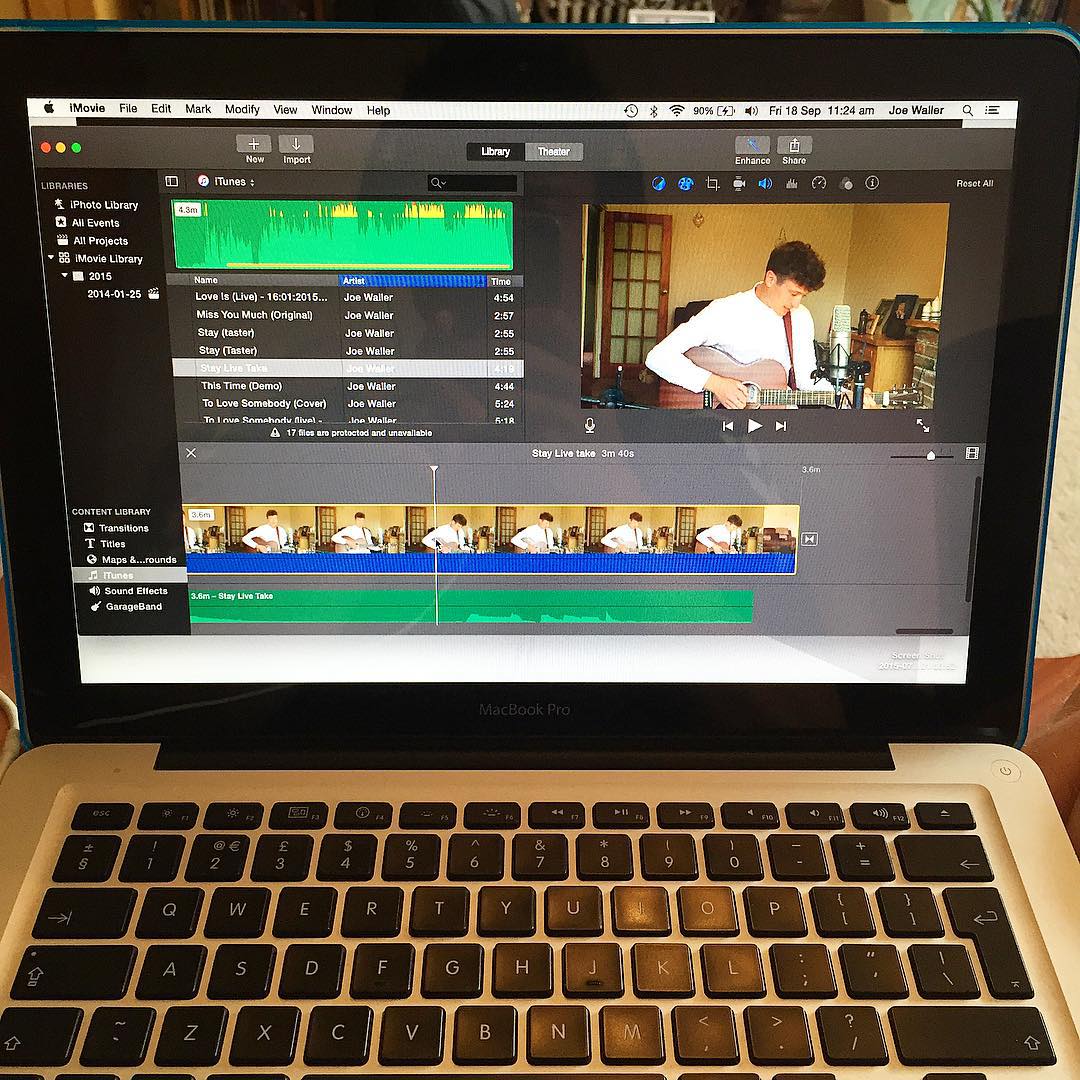 iMovie File Edit Mark Modify View Window Help 90% Fri 18 Sep 11:24 am Joe Waller
New Import Library Theater Enhance Share
LIBRARIES
iTunes
Reset All
iPhoto Library
All Events
All Projects
iMovie Library
2015
2014-01-25
4.3m
Name Artist Time
Love Is (Live) - 16:01:2015... Joe Waller 4:54
Miss You Much (Original) Joe Waller 2:57
Stay (taster) Joe Waller 2:55
Stay (Taster) Joe Waller 2:55
Stay Live Take Joe Waller 4:19
This Time (Demo) Joe Waller 4:44
To Love Somebody (Cover) Joe Waller 5:24
To Love Somebody (live) - Joe Waller 5:18
17 files are protected and unavailable
Stay Live take 3m 40s
3.6m
3.6m
3.6m – Stay Live Take
CONTENT LIBRARY
Transitions
Titles
Maps &...rounds
iTunes
Sound Effects
GarageBand
Screen Shot
MacBook Pro
esc F1 F2 F3 F4 F5 F6 F7 F8 F9 F10 F11 F12
± § ! 1 @ € 2 £ 3 $ 4 % 5 ^ 6 & 7 * 8 ( 9 ) 0 _ - + =
Q W E R T Y U I O P { [ } ]
A S D F G H J K L : ; " ' | \
~ ` Z X C V B N M < , > . ? /